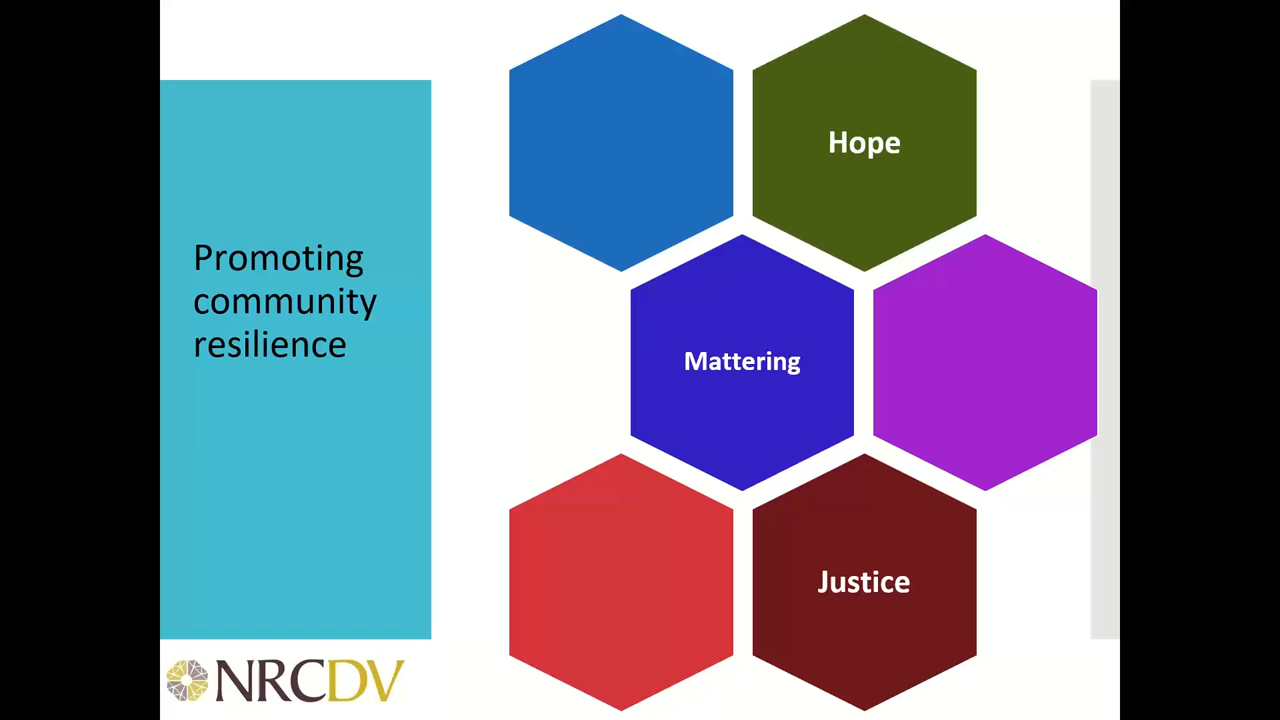 Promoting
community
resilience
Hope
Mattering
Justice
NRCDV